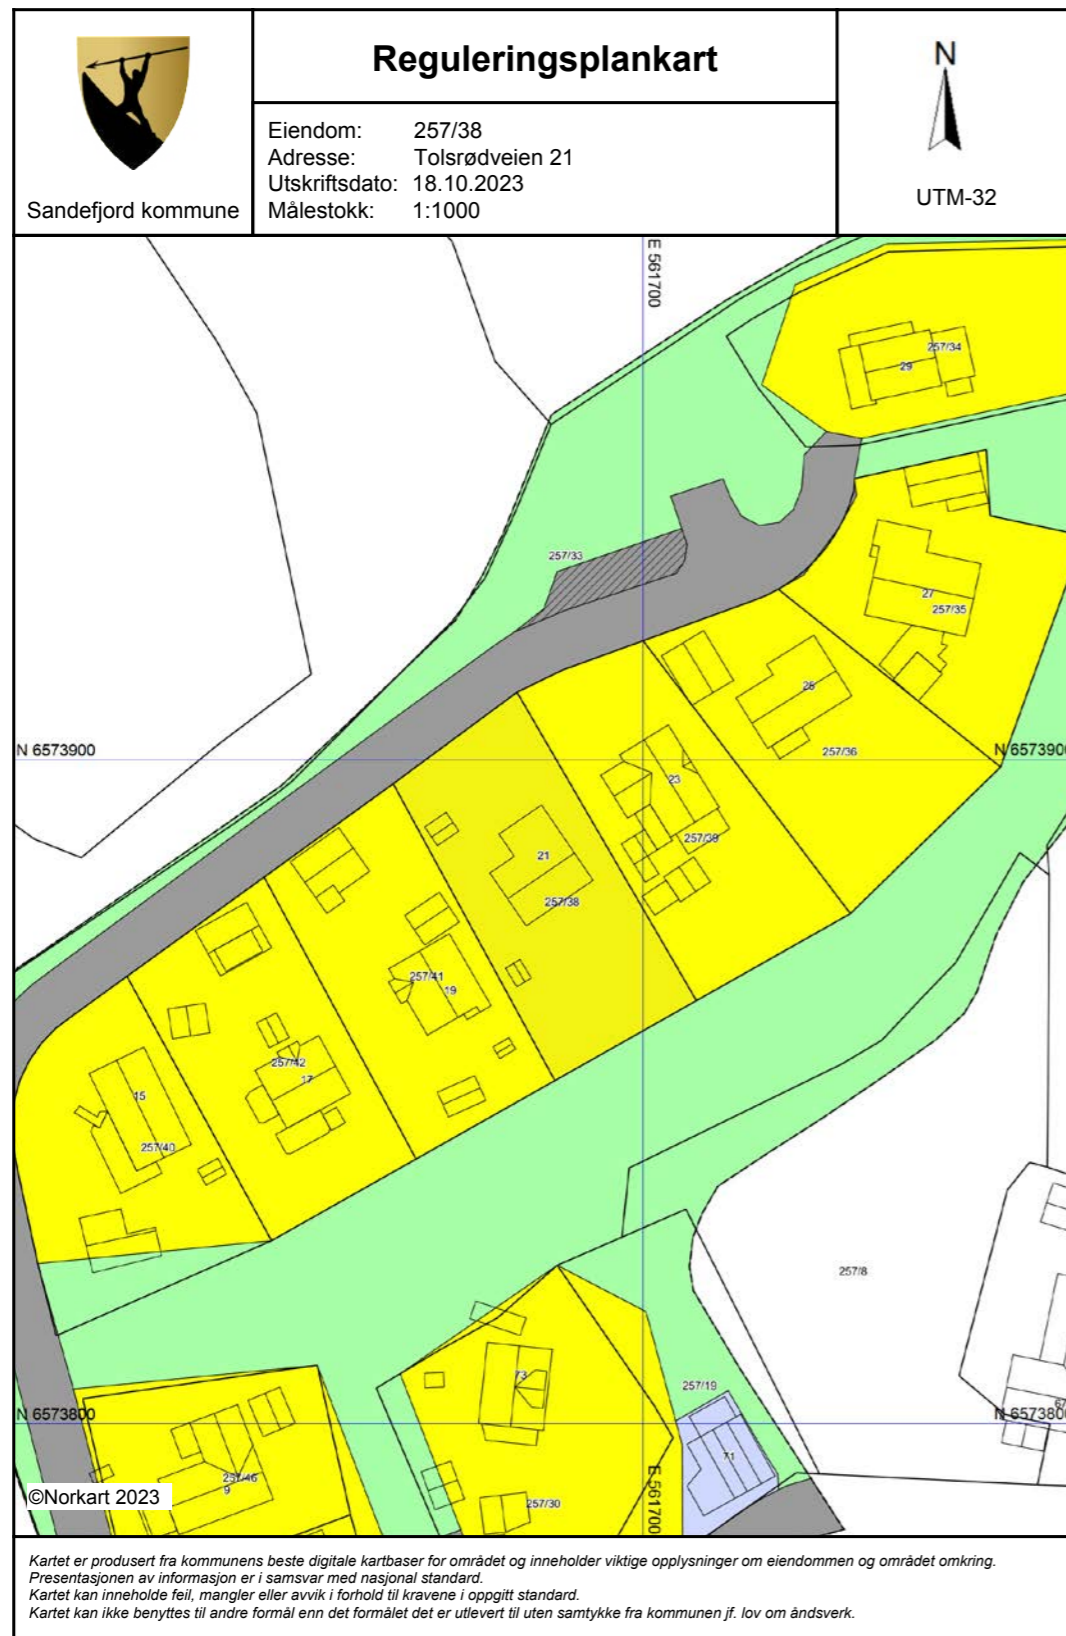 Reguleringsplankart
Sandefjord kommune
Eiendom: 257/38
Adresse: Tolsrødveien 21
Utskriftsdato: 18.10.2023
Målestokk: 1:1000
N
UTM-32
E 561700
257/34
29
257/33
27
257/35
25
257/36
N 6573900
N 6573900
23
257/39
21
257/38
257/41
19
257/42
17
15
257/40
257/8
73
257/19
N 6573800
N 6573800
67
71
257/46
9
257/30
E 561700
©Norkart 2023
Kartet er produsert fra kommunens beste digitale kartbaser for området og inneholder viktige opplysninger om eiendommen og området omkring.
Presentasjonen av informasjon er i samsvar med nasjonal standard.
Kartet kan inneholde feil, mangler eller avvik i forhold til kravene i oppgitt standard.
Kartet kan ikke benyttes til andre formål enn det formålet det er utlevert til uten samtykke fra kommunen jf. lov om åndsverk.